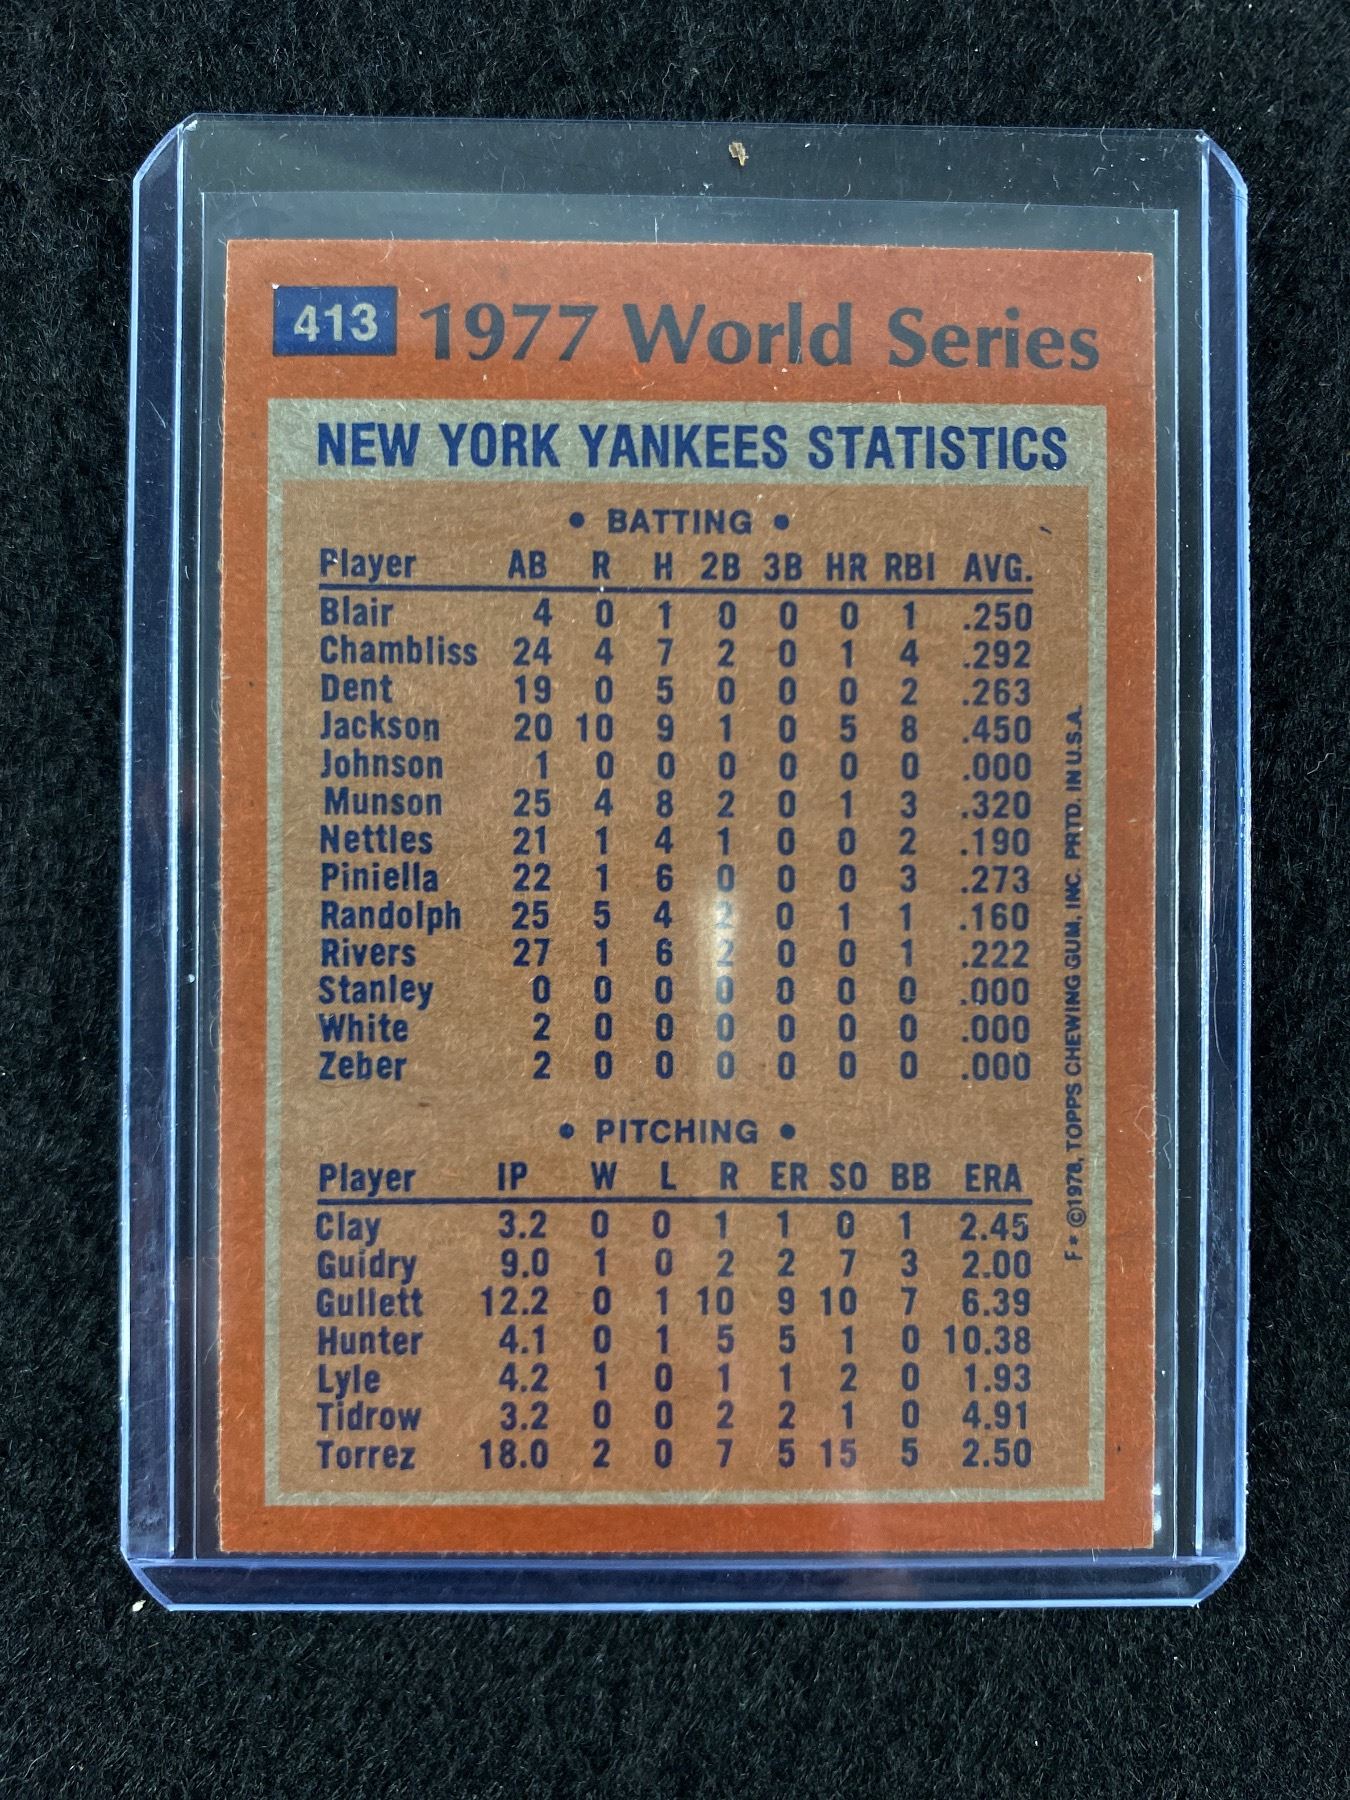 413 1977 World Series
NEW YORK YANKEES STATISTICS
• BATTING •
Player AB R H 2B 3B HR RBI AVG.
Blair 4 0 1 0 0 0 1 .250
Chambliss 24 4 7 2 0 1 4 .292
Dent 19 0 5 0 0 0 2 .263
Jackson 20 10 9 1 0 5 8 .450
Johnson 1 0 0 0 0 0 0 .000
Munson 25 4 8 2 0 1 3 .320
Nettles 21 1 4 1 0 0 2 .190
Piniella 22 1 6 0 0 0 3 .273
Randolph 25 5 4 2 0 1 1 .160
Rivers 27 1 6 2 0 0 1 .222
Stanley 0 0 0 0 0 0 0 .000
White 2 0 0 0 0 0 0 .000
Zeber 2 0 0 0 0 0 0 .000
• PITCHING •
Player IP W L R ER SO BB ERA
Clay 3.2 0 0 1 1 0 1 2.45
Guidry 9.0 1 0 2 2 7 3 2.00
Gullett 12.2 0 1 10 9 10 7 6.39
Hunter 4.1 0 1 5 5 1 0 10.38
Lyle 4.2 1 0 1 1 2 0 1.93
Tidrow 3.2 0 0 2 2 1 0 4.91
Torrez 18.0 2 0 7 5 15 5 2.50
F* ©1978, TOPPS CHEWING GUM, INC. PRTD. IN U.S.A.